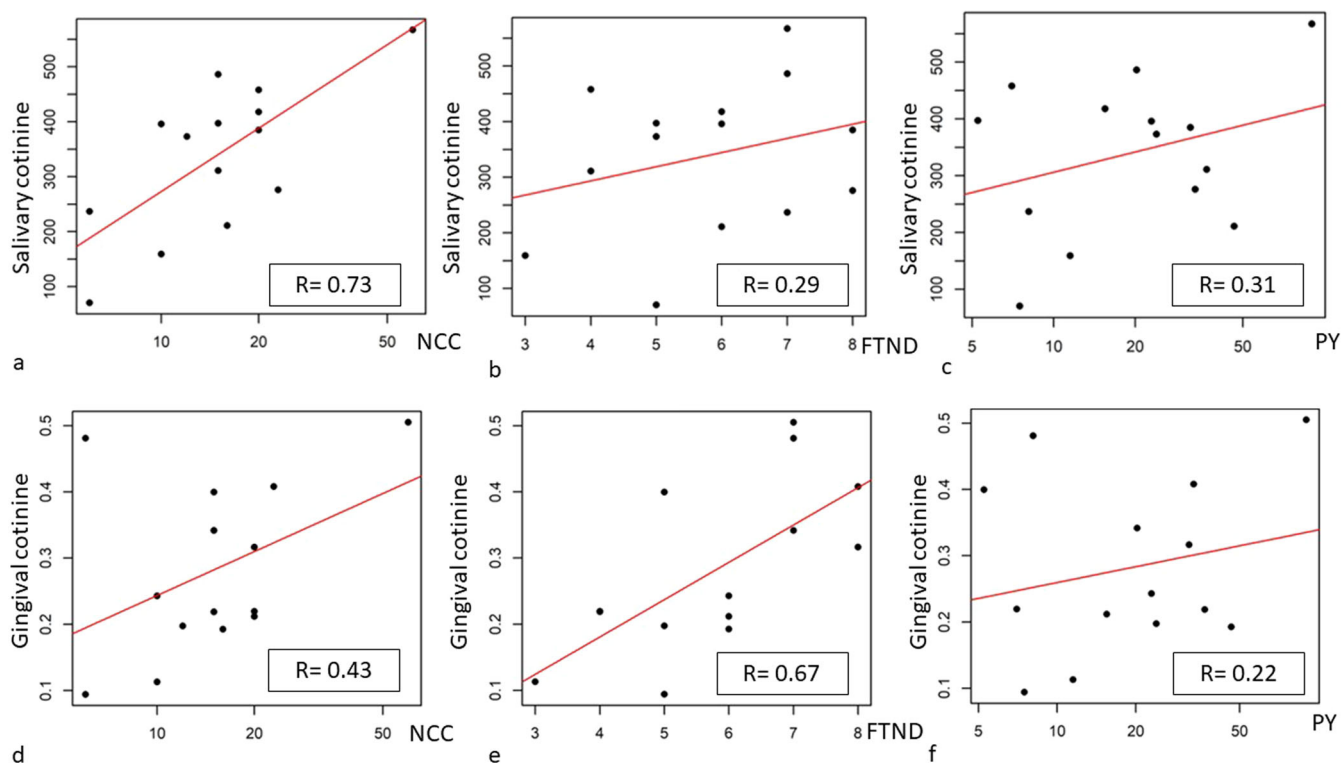 Salivary cotinine
500
400
300
200
100
R= 0.73
10
20
50
NCC
a
Salivary cotinine
500
400
300
200
100
R= 0.29
3
4
5
6
7
8
FTND
b
Salivary cotinine
500
400
300
200
100
R= 0.31
5
10
20
50
PY
c
Gingival cotinine
0.5
0.4
0.3
0.2
0.1
R= 0.43
10
20
50
NCC
d
Gingival cotinine
0.5
0.4
0.3
0.2
0.1
R= 0.67
3
4
5
6
7
8
FTND
e
Gingival cotinine
0.5
0.4
0.3
0.2
0.1
R= 0.22
5
10
20
50
PY
f